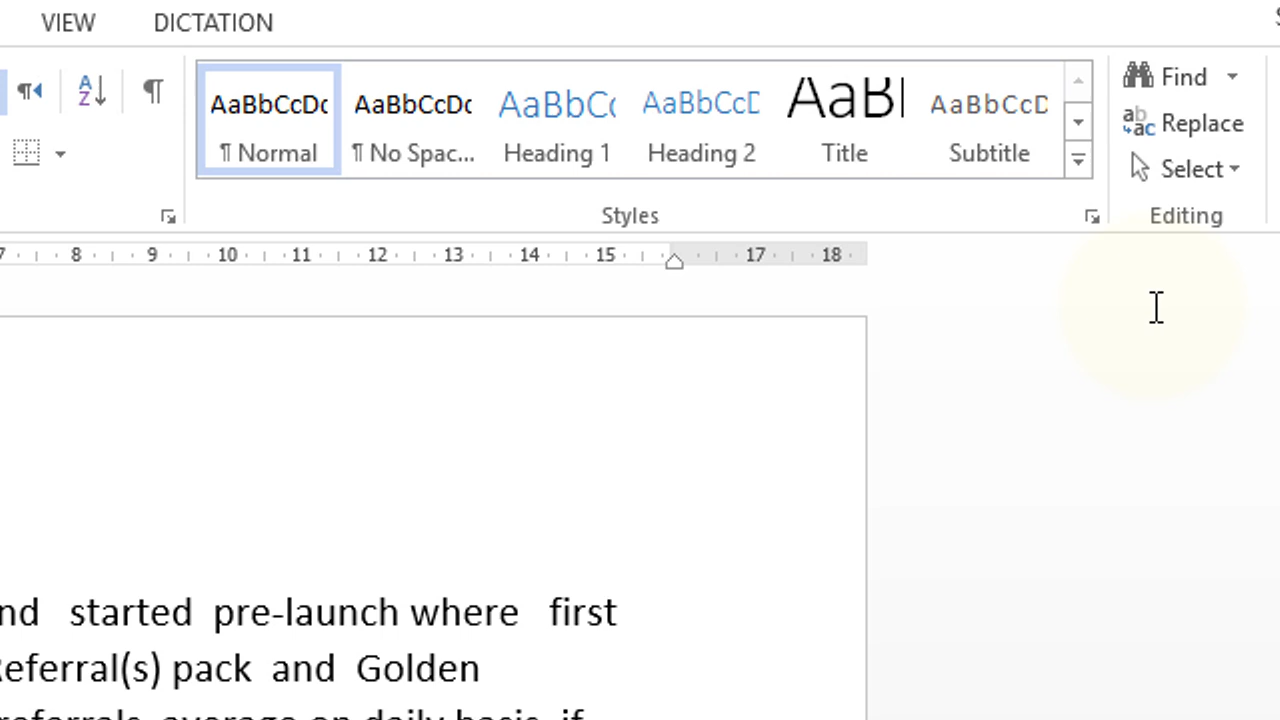 VIEW DICTATION
AaBbCcDc AaBbCcDc AaBbC AaBbCcD AaB AaBbCcD Find
¶ Normal ¶ No Spac... Heading 1 Heading 2 Title Subtitle Replace
Select
Styles Editing
7 8 9 10 11 12 13 14 15 17 18
nd started pre-launch where first
Referral(s) pack and Golden
referrals average on daily basis if